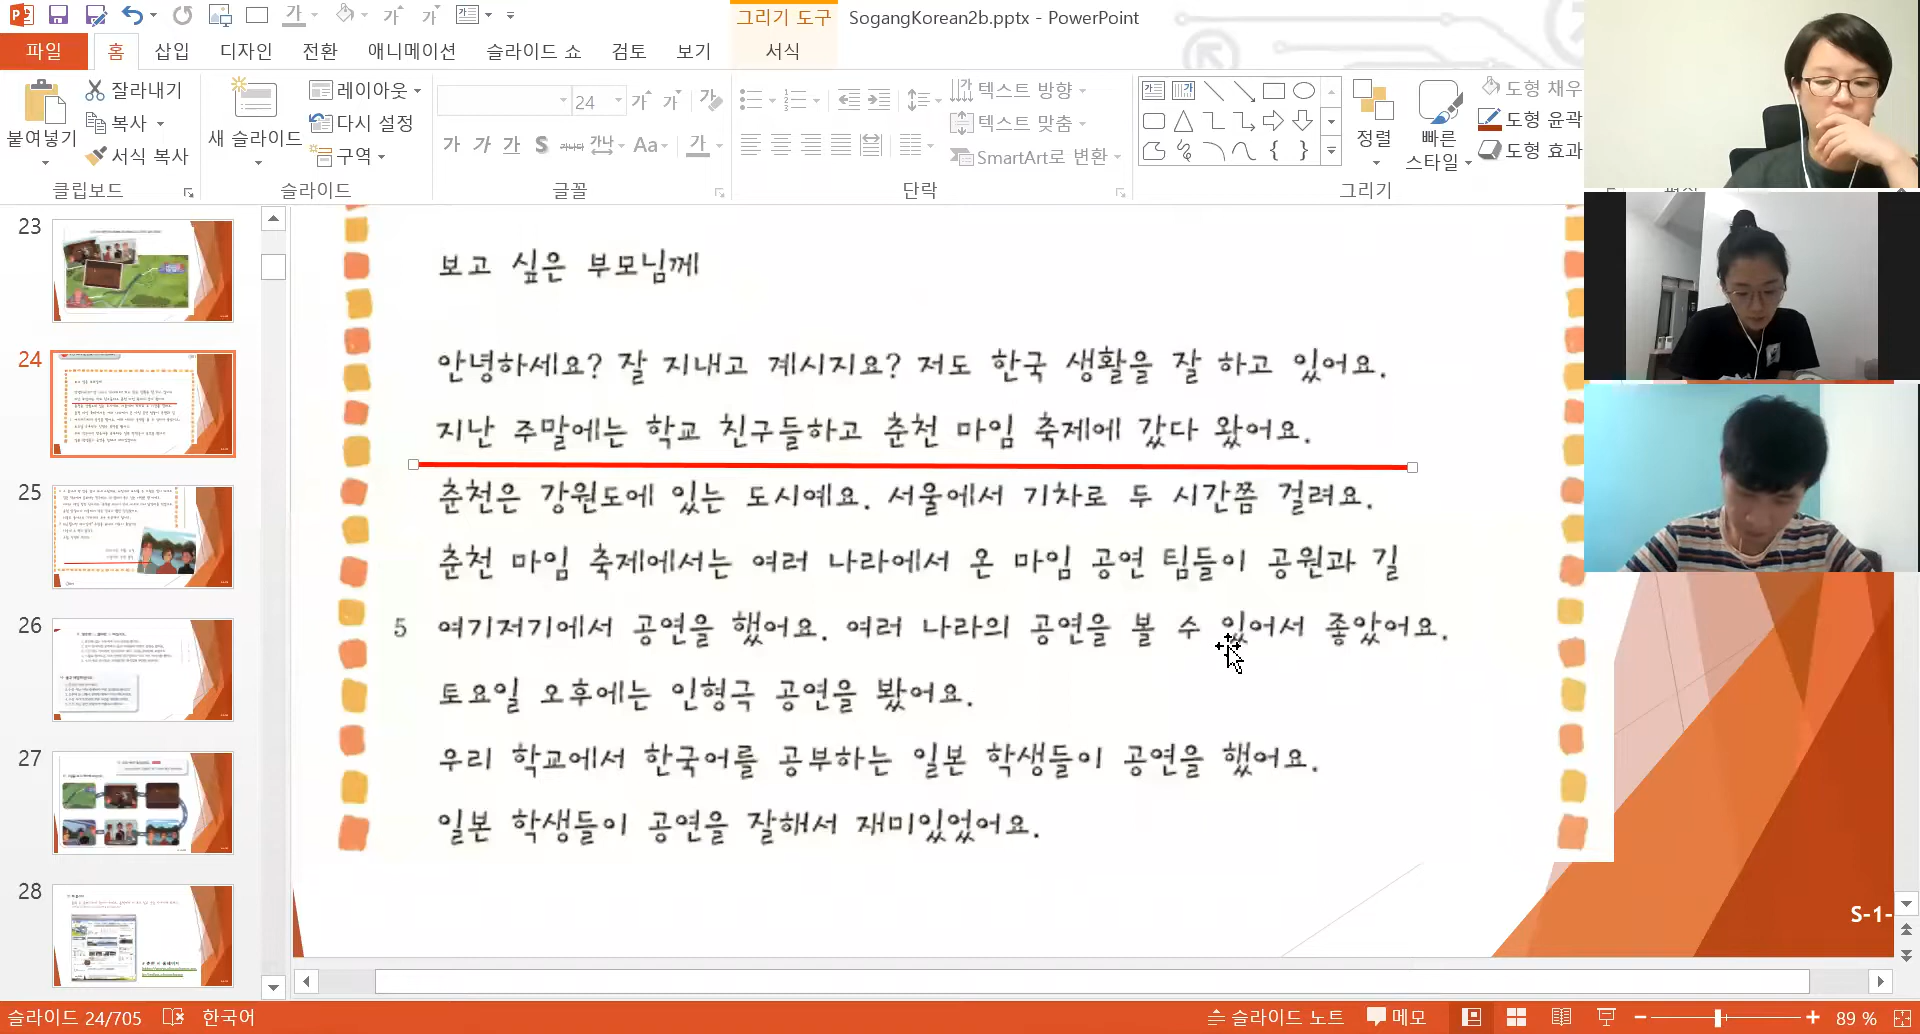 그리기 도구
SogangKorean2b.pptx - PowerPoint
파일
홈
삽입
디자인
전환
애니메이션
슬라이드 쇼
검토
보기
서식
붙여넣기
잘라내기
복사
서식 복사
클립보드
새 슬라이드
레이아웃
다시 설정
구역
슬라이드
24
가 가 가 S 가나다 가나 Aa 가
글꼴
텍스트 방향
텍스트 맞춤
SmartArt로 변환
단락
정렬
빠른
스타일
도형 채우
도형 윤곽
도형 효과
그리기
23
24
25
26
27
28
보고 싶은 부모님께
안녕하세요? 잘 지내고 계시지요? 저도 한국 생활을 잘 하고 있어요.
지난 주말에는 학교 친구들하고 춘천 마임 축제에 갔다 왔어요.
춘천은 강원도에 있는 도시예요. 서울에서 기차로 두 시간쯤 걸려요.
춘천 마임 축제에서는 여러 나라에서 온 마임 공연 팀들이 공원과 길
5 여기저기에서 공연을 했어요. 여러 나라의 공연을 볼 수 있어서 좋았어요.
토요일 오후에는 인형극 공연을 봤어요.
우리 학교에서 한국어를 공부하는 일본 학생들이 공연을 했어요.
일본 학생들이 공연을 잘해서 재미있었어요.
S-1-
슬라이드 24/705
한국어
슬라이드 노트
메모
89 %